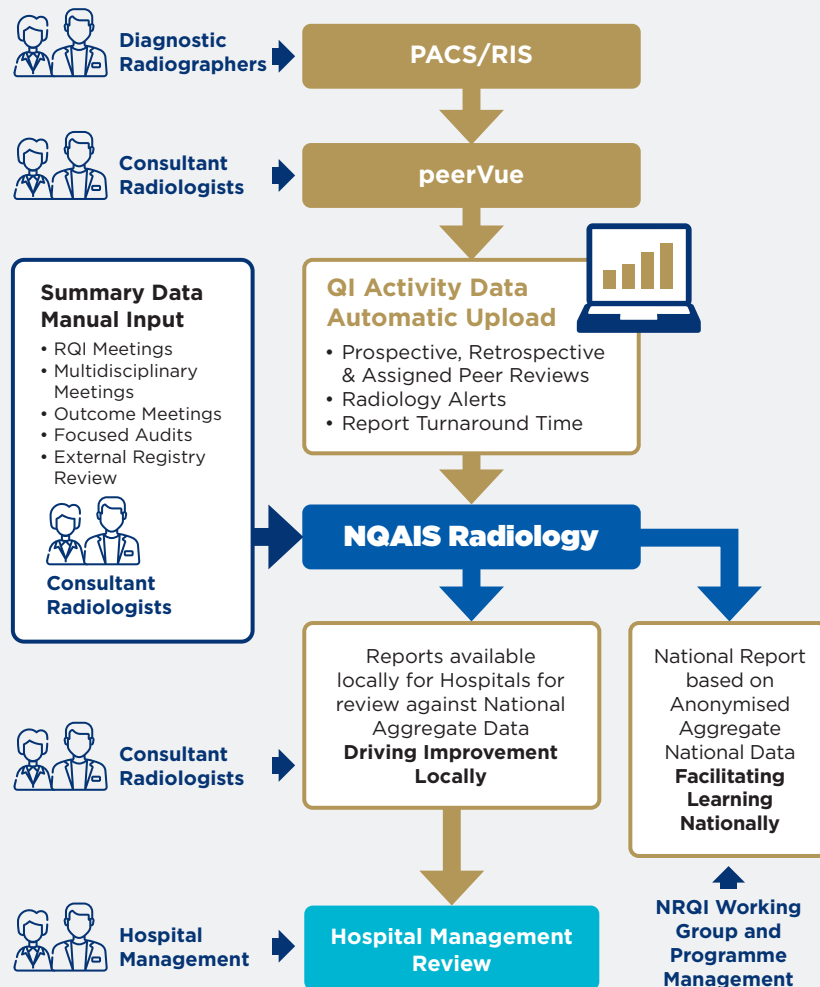 Diagnostic
Radiographers
PACS/RIS
Consultant
Radiologists
peerVue
Summary Data
Manual Input
• RQI Meetings
• Multidisciplinary
Meetings
• Outcome Meetings
• Focused Audits
• External Registry
Review
Consultant
Radiologists
QI Activity Data
Automatic Upload
• Prospective, Retrospective
& Assigned Peer Reviews
• Radiology Alerts
• Report Turnaround Time
NQAIS Radiology
Consultant
Radiologists
Reports available
locally for Hospitals for
review against National
Aggregate Data
Driving Improvement
Locally
National Report
based on
Anonymised
Aggregate
National Data
Facilitating
Learning
Nationally
Hospital
Management
Hospital Management
Review
NRQI Working
Group and
Programme
Management